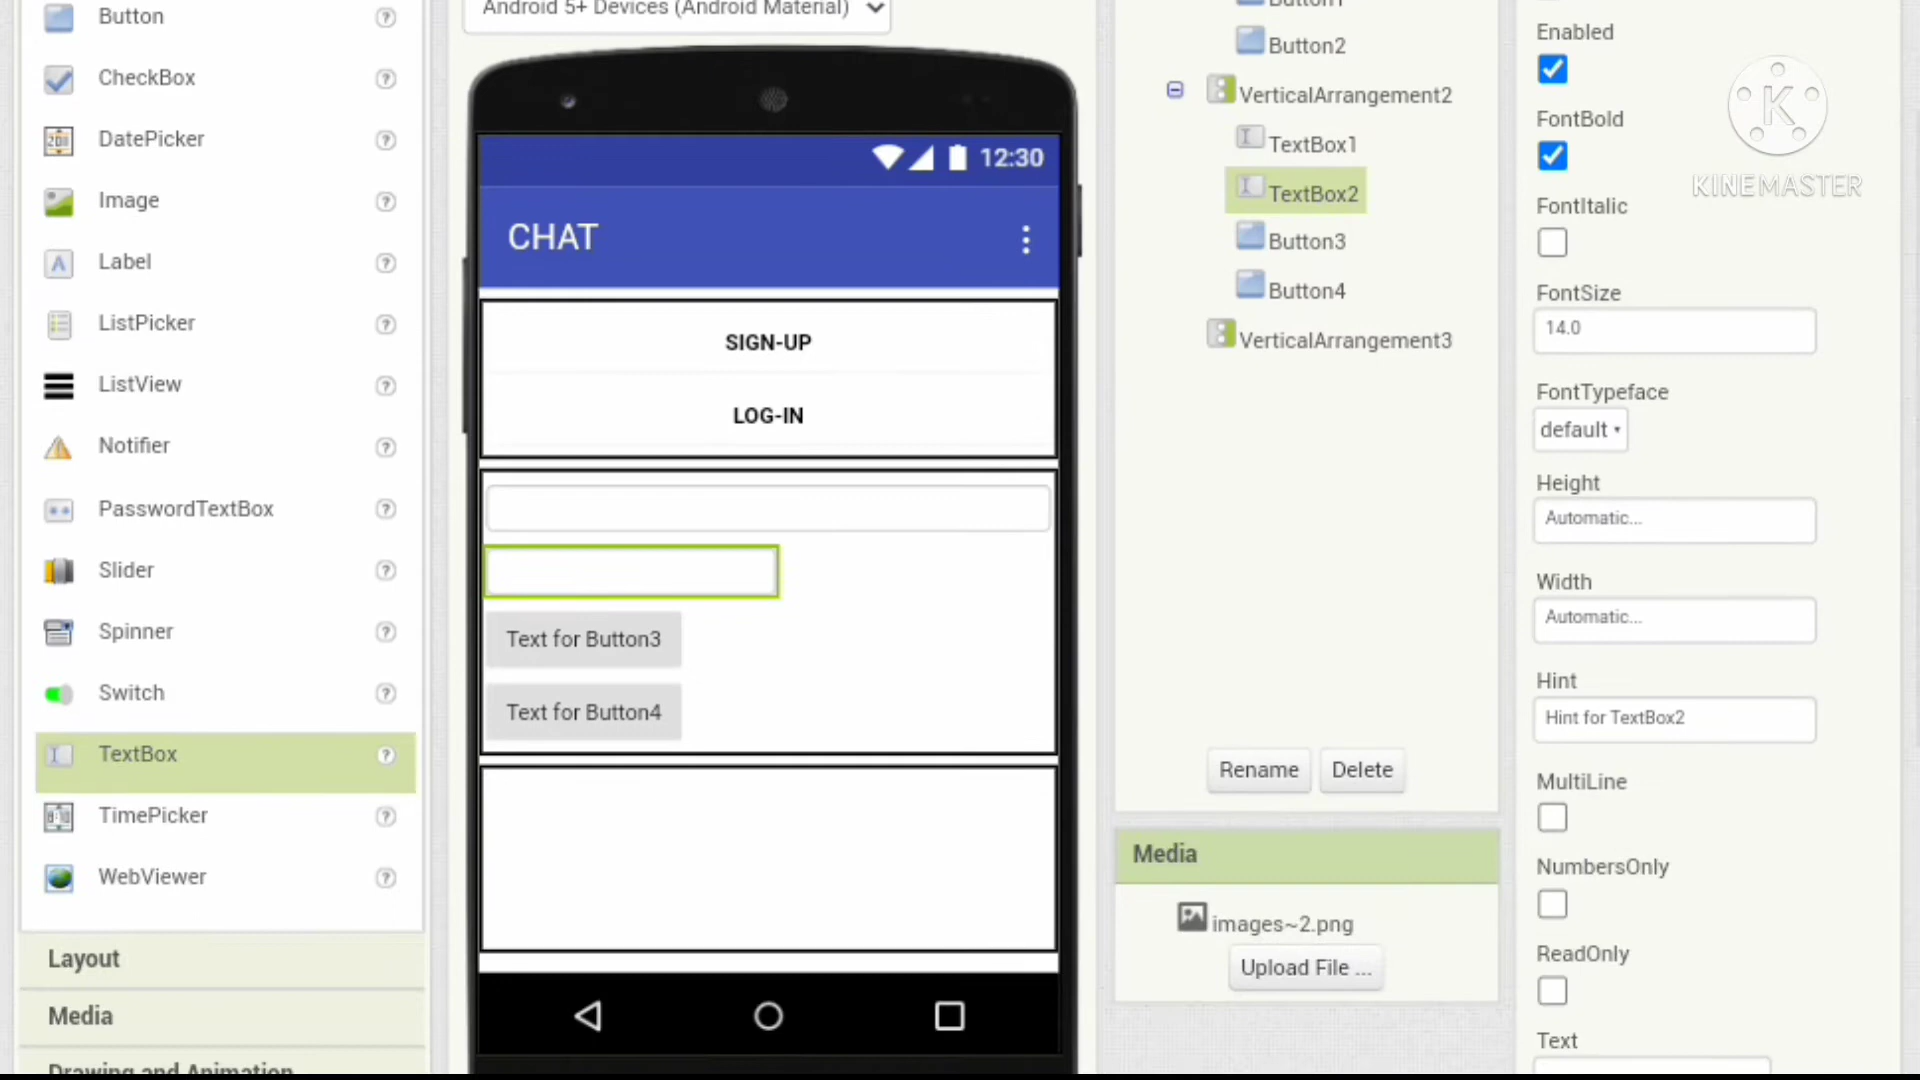 Button
CheckBox
DatePicker
Image
Label
ListPicker
ListView
Notifier
PasswordTextBox
Slider
Spinner
Switch
TextBox
TimePicker
WebViewer
Layout
Media
Drawing and Animation
Android 5+ Devices (Android Material)
12:30
CHAT
SIGN-UP
LOG-IN
Text for Button3
Text for Button4
Button1
Button2
VerticalArrangement2
TextBox1
TextBox2
Button3
Button4
VerticalArrangement3
Rename
Delete
Media
images~2.png
Upload File ...
Enabled
FontBold
FontItalic
FontSize
14.0
FontTypeface
default
Height
Automatic...
Width
Automatic...
Hint
Hint for TextBox2
MultiLine
NumbersOnly
ReadOnly
Text
K
KINEMASTER